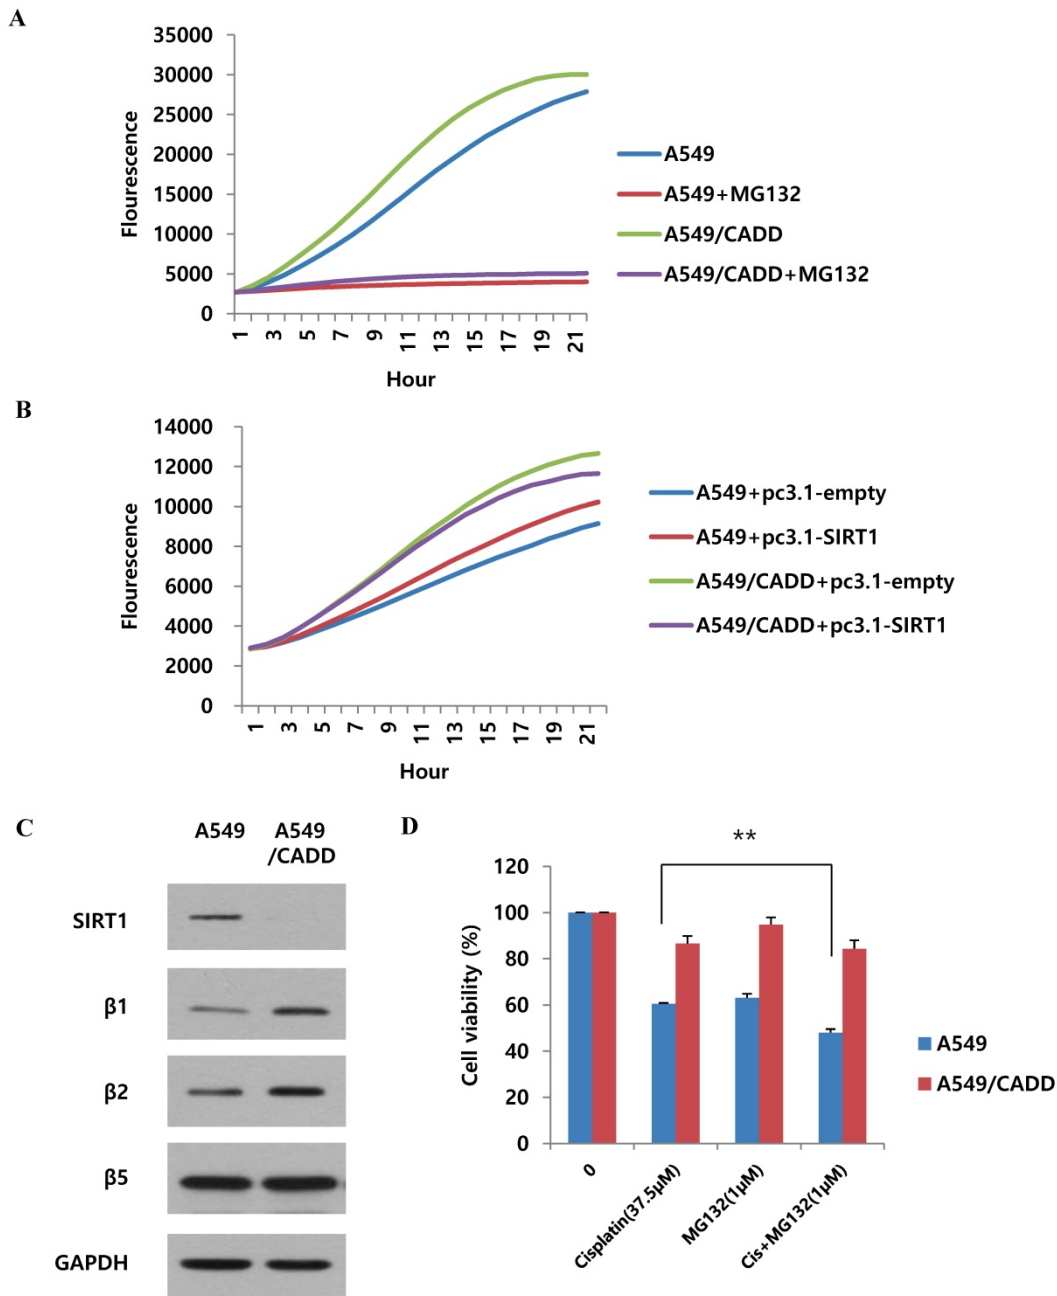 A
35000
30000
25000
20000
15000
10000
5000
0
Flourescence
1 3 5 7 9 11 13 15 17 19 21
Hour
A549
A549+MG132
A549/CADD
A549/CADD+MG132
B
14000
12000
10000
8000
6000
4000
2000
0
Flourescence
1 3 5 7 9 11 13 15 17 19 21
Hour
A549+pc3.1-empty
A549+pc3.1-SIRT1
A549/CADD+pc3.1-empty
A549/CADD+pc3.1-SIRT1
C
A549
A549
/CADD
SIRT1
β1
β2
β5
GAPDH
D
**
120
100
80
60
40
20
0
Cell viability (%)
0
Cisplatin(37.5μM)
MG132(1μM)
Cis+MG132(1μM)
A549
A549/CADD